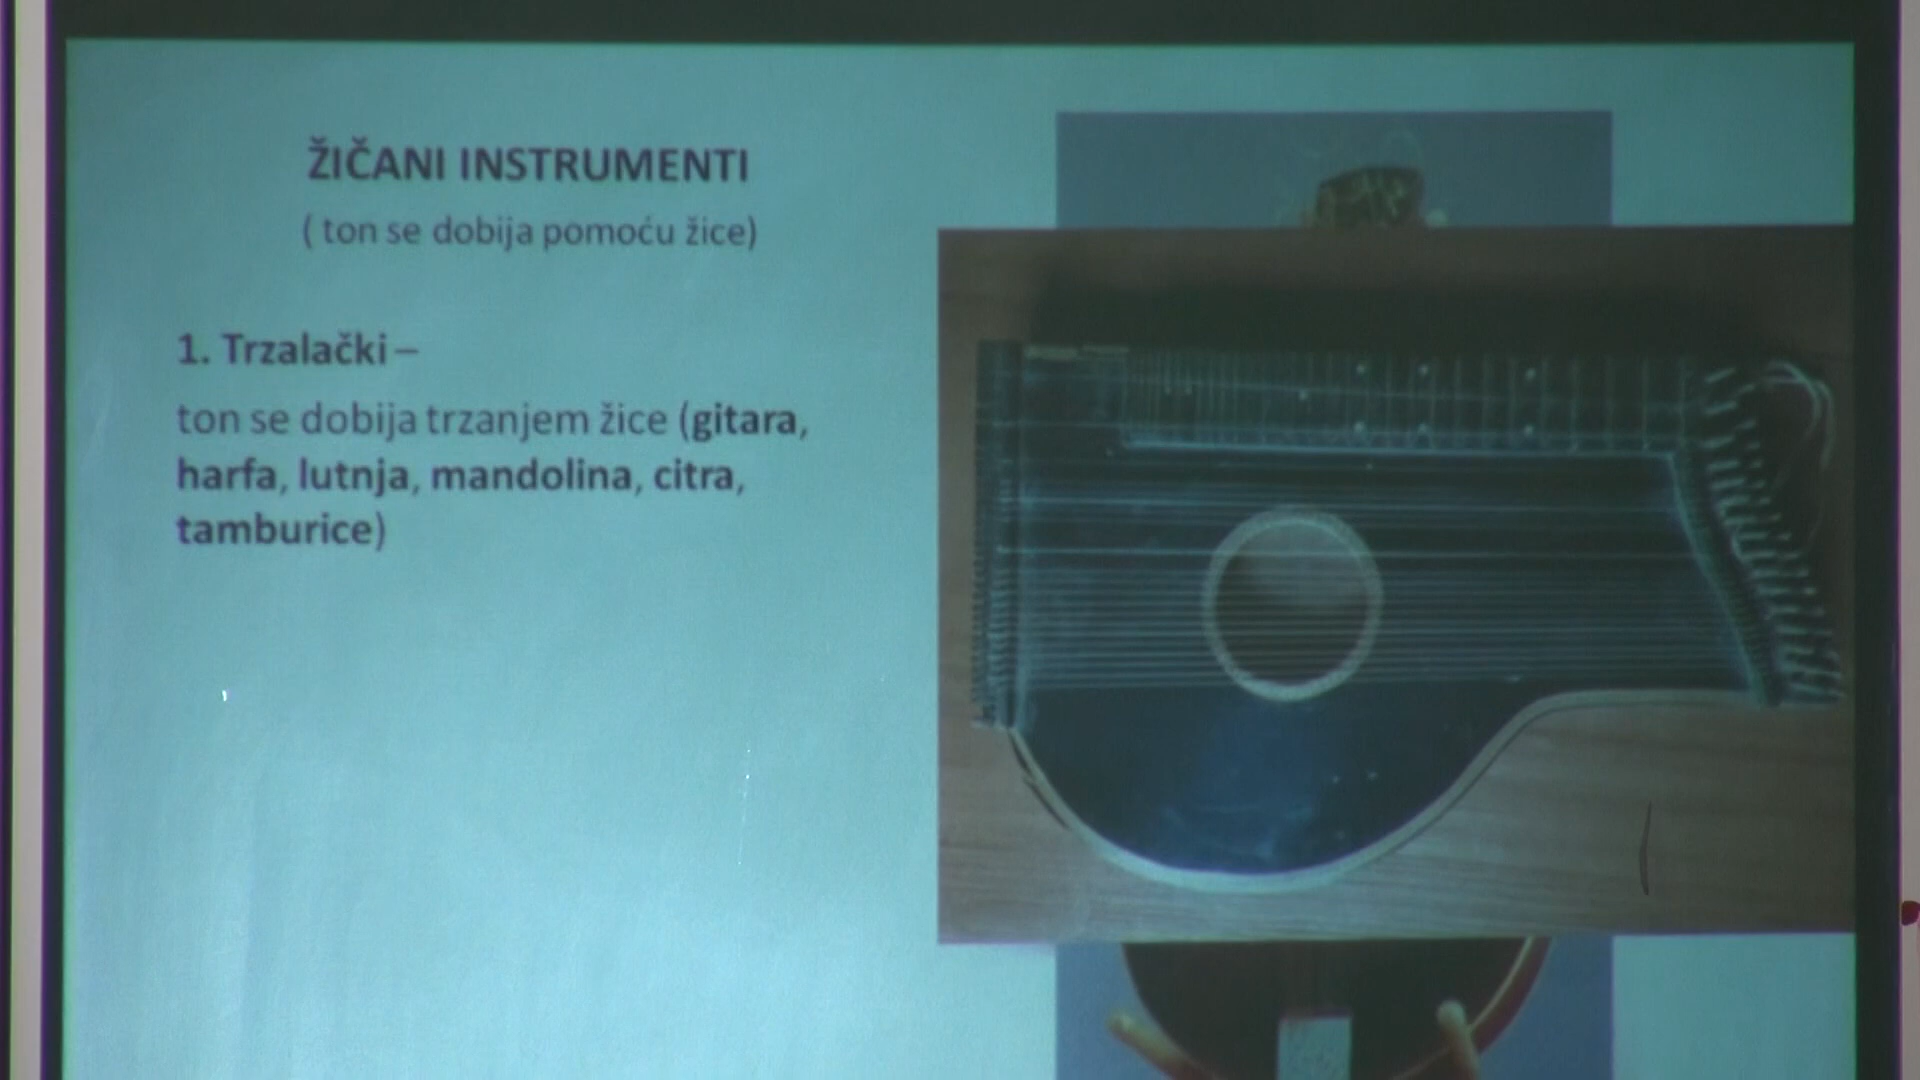 ŽIČANI INSTRUMENTI
( ton se dobija pomoću žice)
1. Trzalački –
ton se dobija trzanjem žice (gitara,
harfa, lutnja, mandolina, citra,
tamburice)